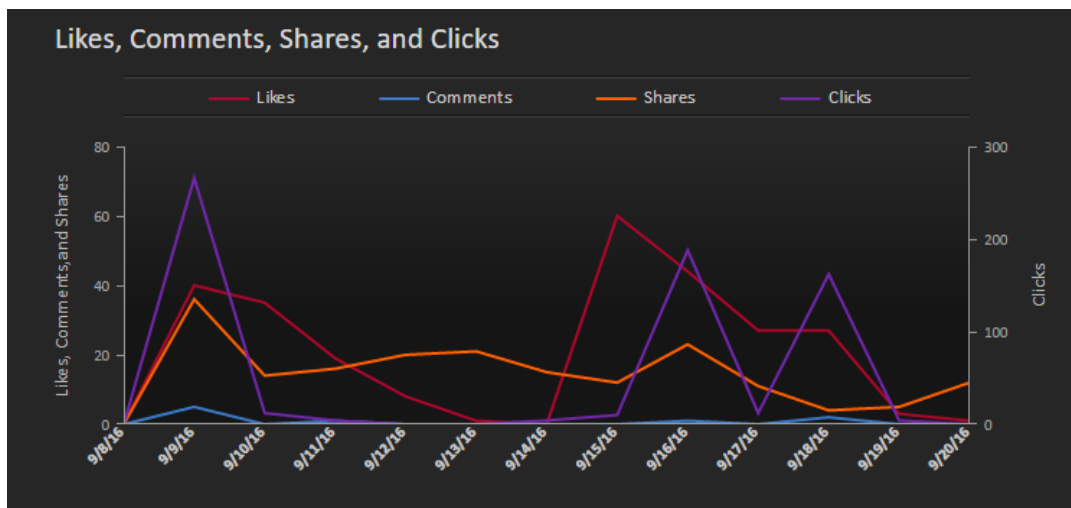 Likes, Comments, Shares, and Clicks
Likes Comments Shares Clicks
Likes, Comments,and Shares
80
60
40
20
0
300
200
100
0
Clicks
9/8/16 9/9/16 9/10/16 9/11/16 9/12/16 9/13/16 9/14/16 9/15/16 9/16/16 9/17/16 9/18/16 9/19/16 9/20/16